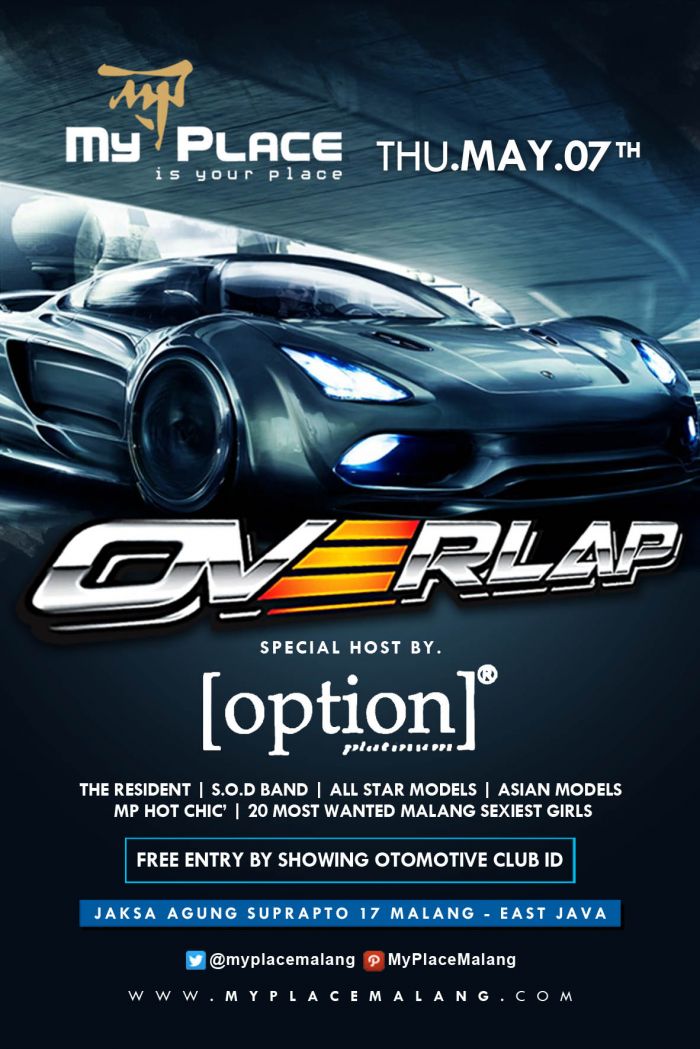 mp
MY PLACE
is your place
THU.MAY.07TH
OVERLAP
SPECIAL HOST BY.
[option]®
platinum
THE RESIDENT | S.O.D BAND | ALL STAR MODELS | ASIAN MODELS
MP HOT CHIC' | 20 MOST WANTED MALANG SEXIEST GIRLS
FREE ENTRY BY SHOWING OTOMOTIVE CLUB ID
JAKSA AGUNG SUPRAPTO 17 MALANG - EAST JAVA
@myplacemalang MyPlaceMalang
WWW.MYPLACEMALANG.COM